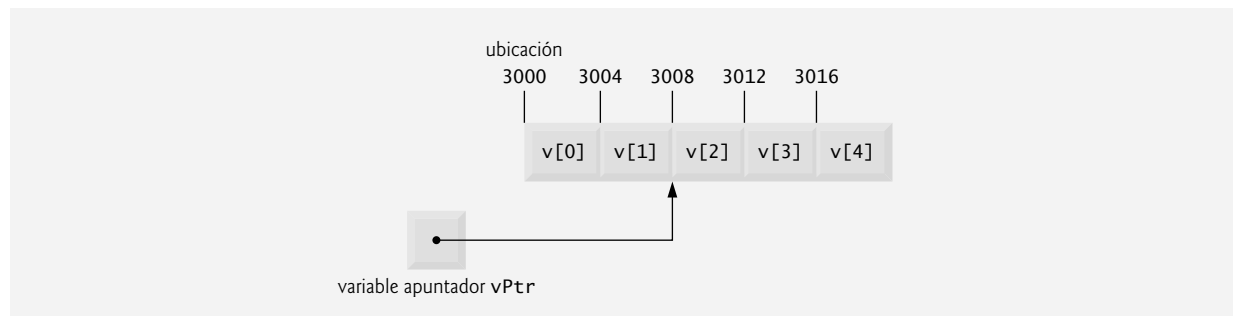 ubicación
3000 3004 3008 3012 3016
v[0] v[1] v[2] v[3] v[4]
variable apuntador vPtr